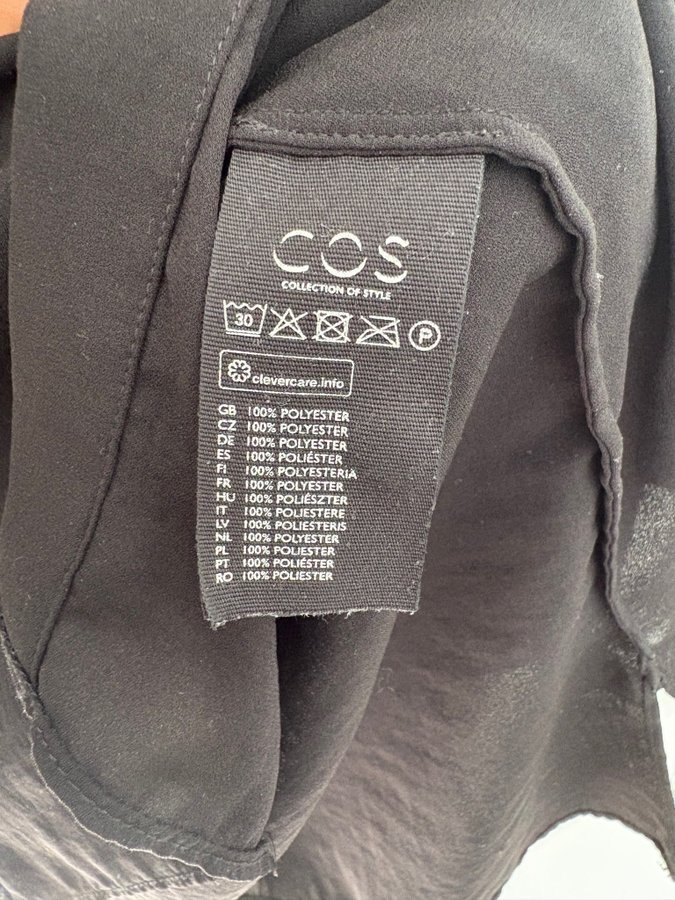 COS
COLLECTION OF STYLE
30 P
clevercare.info
GB 100% POLYESTER
CZ 100% POLYESTER
DE 100% POLYESTER
ES 100% POLIÉSTER
FI 100% POLYESTERIA
FR 100% POLYESTER
HU 100% POLIÉSZTER
IT 100% POLIESTERE
LV 100% POLIESTERIS
NL 100% POLYESTER
PL 100% POLIESTER
PT 100% POLIÉSTER
RO 100% POLIESTER